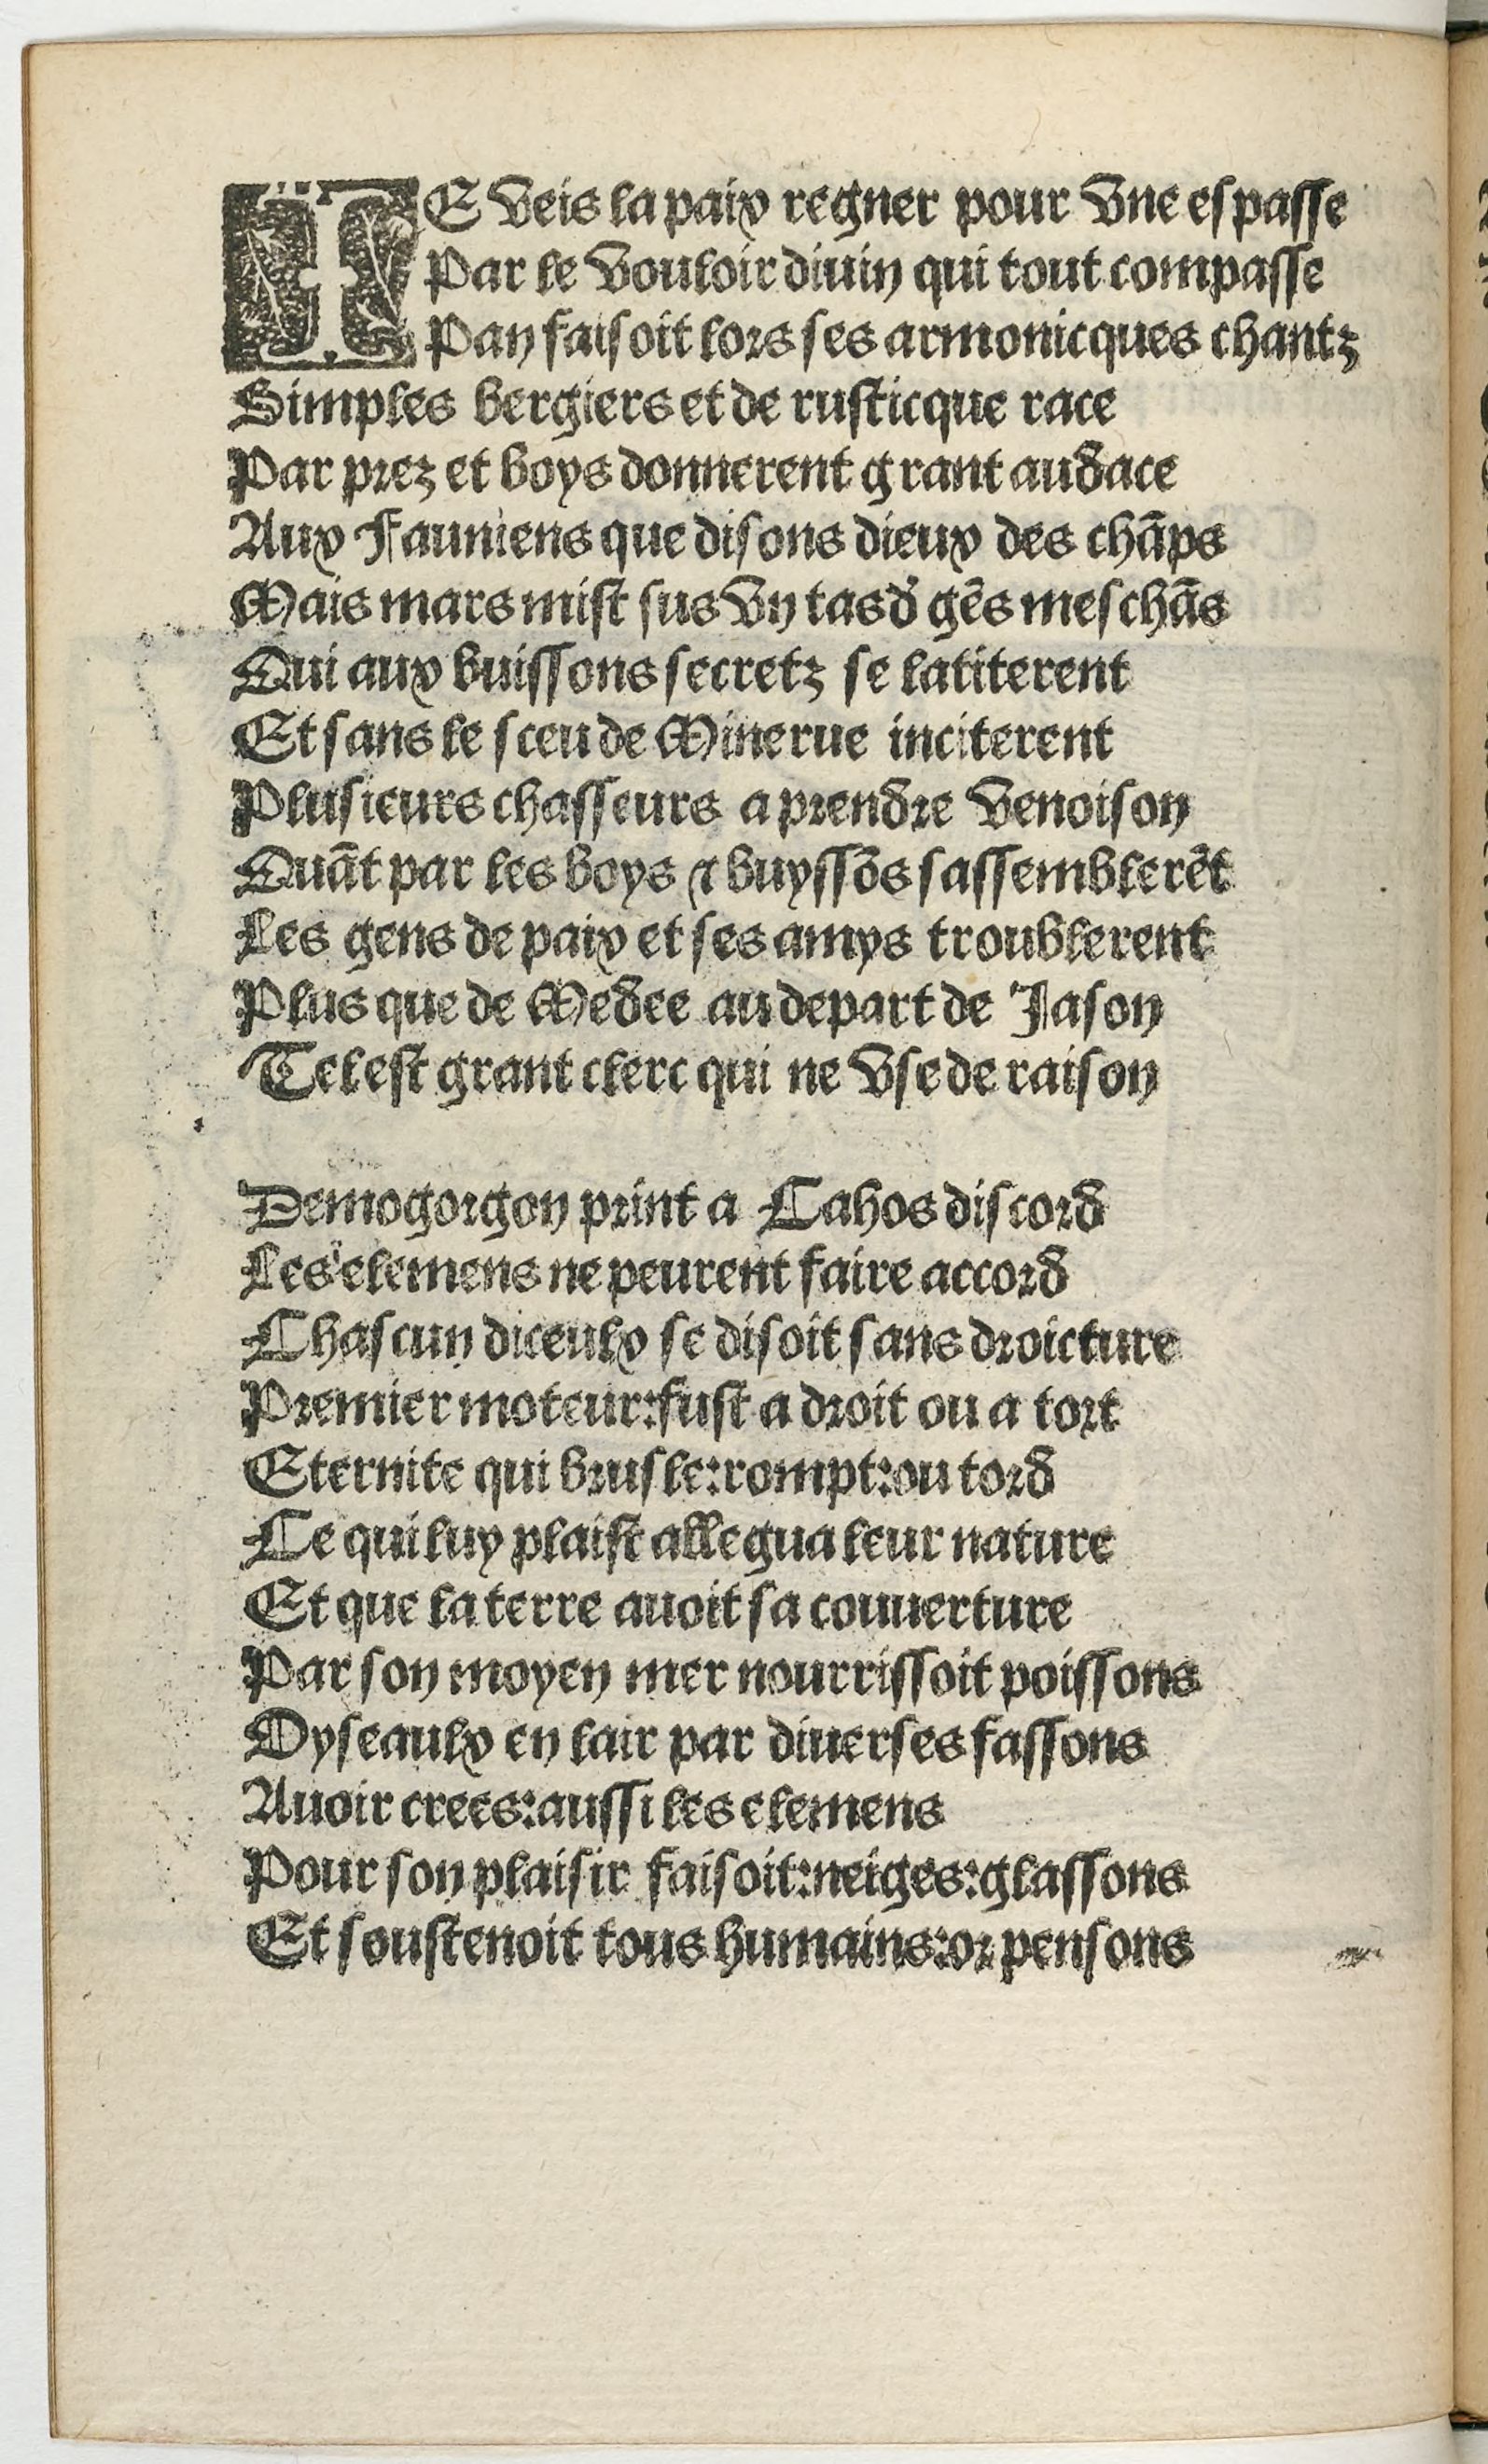 IE veis la paix regner pour vne espasse
Par le vouloir diuin qui tout compasse
Pan faisoit lors ses armonicques chantz
Simples bergiers et de rusticque race
Par prez et boys donnerent grant audace
Aux Fauniens que disons dieux des chãps
Mais mars mist sus vn tas d' gẽs meschãs
Qui aux buissons secretz se latiterent
Et sans le sceu de Minerue inciterent
Plusieurs chasseurs a prendre venoison
Quãt par les boys & buyssõs sassemblerẽt
Les gens de paix et ses amys troublerent
Plus que de Medee au depart de Jason
Tel est grant clerc qui ne vse de raison
Demogorgon print a Cahos discord
Les elemens ne peurent faire accord
Chascun diceulx se disoit sans droicture
Premier moteur:fust a droit ou a tort
Eternite qui brusle:rompt:ou tord
Ce qui luy plaist allegua leur nature
Et que la terre auoit sa couuerture
Par son moyen mer nourrissoit poissons
Oyseaulx en lair par diuerses fassons
Auoir crees:aussi les elemens
Pour son plaisir faisoit:neiges:glassons
Et soustenoit tous humains:or pensons